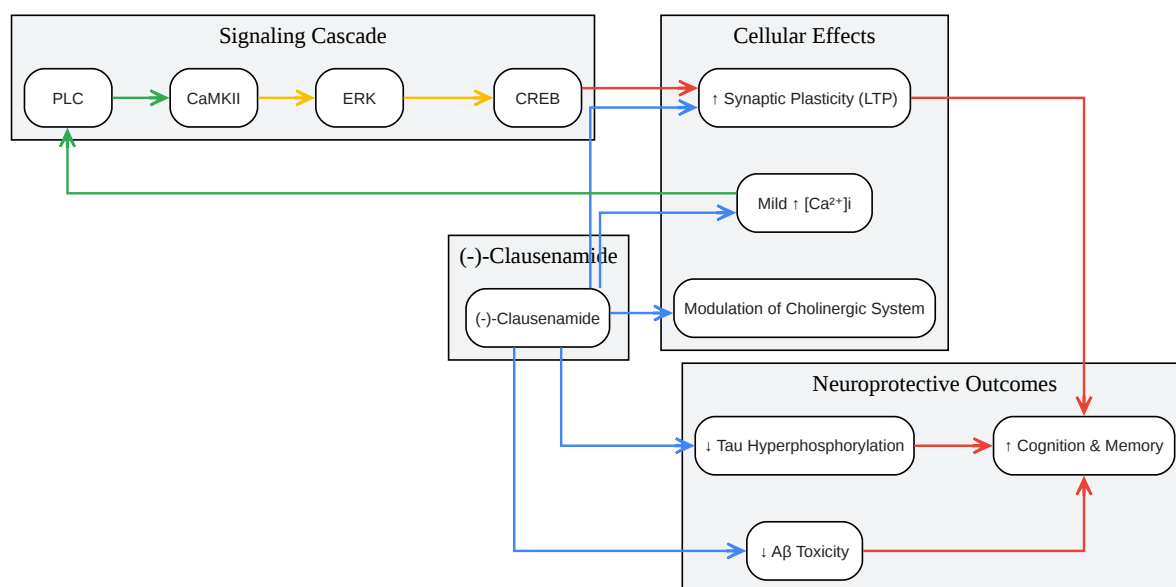 Signaling Cascade
PLC
CaMKII
ERK
CREB
Cellular Effects
↑ Synaptic Plasticity (LTP)
Mild ↑ [Ca²⁺]i
Modulation of Cholinergic System
(-)-Clausenamide
(-)-Clausenamide
Neuroprotective Outcomes
↓ Tau Hyperphosphorylation
↑ Cognition & Memory
↓ Aβ Toxicity